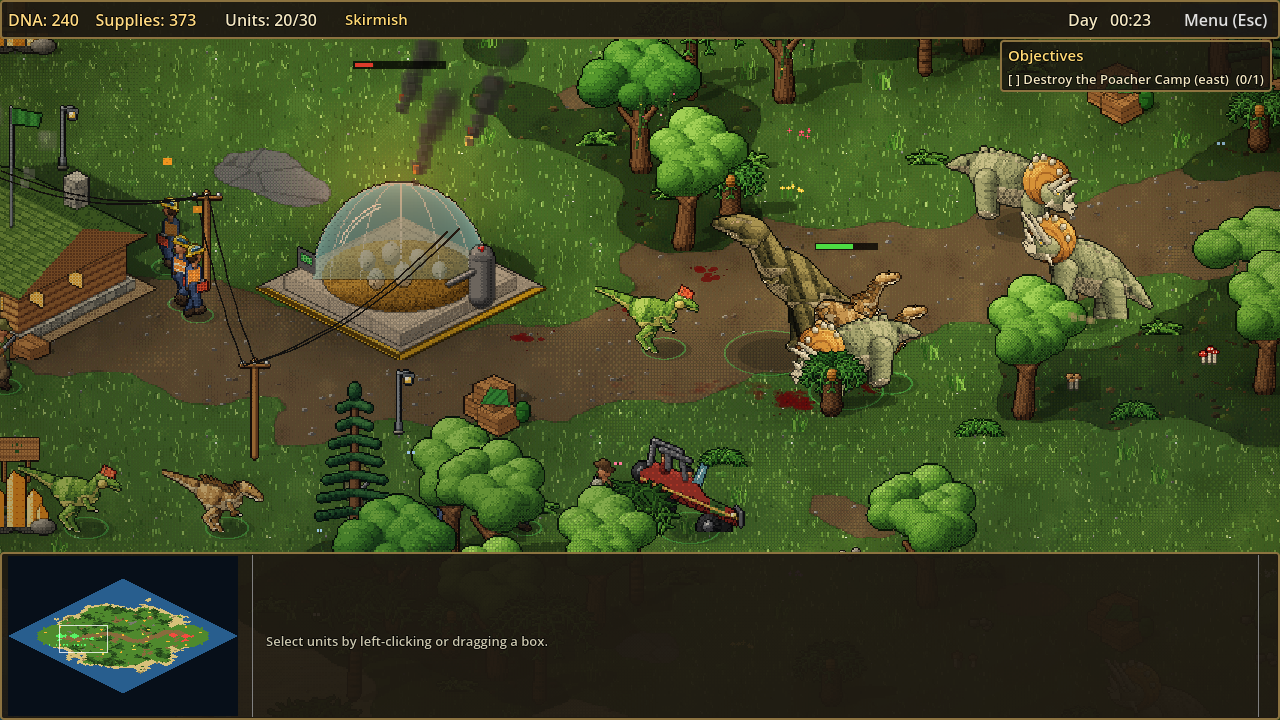 DNA: 240 Supplies: 373 Units: 20/30 Skirmish Day 00:23 Menu (Esc)
Objectives
[ ] Destroy the Poacher Camp (east) (0/1)
Select units by left-clicking or dragging a box.